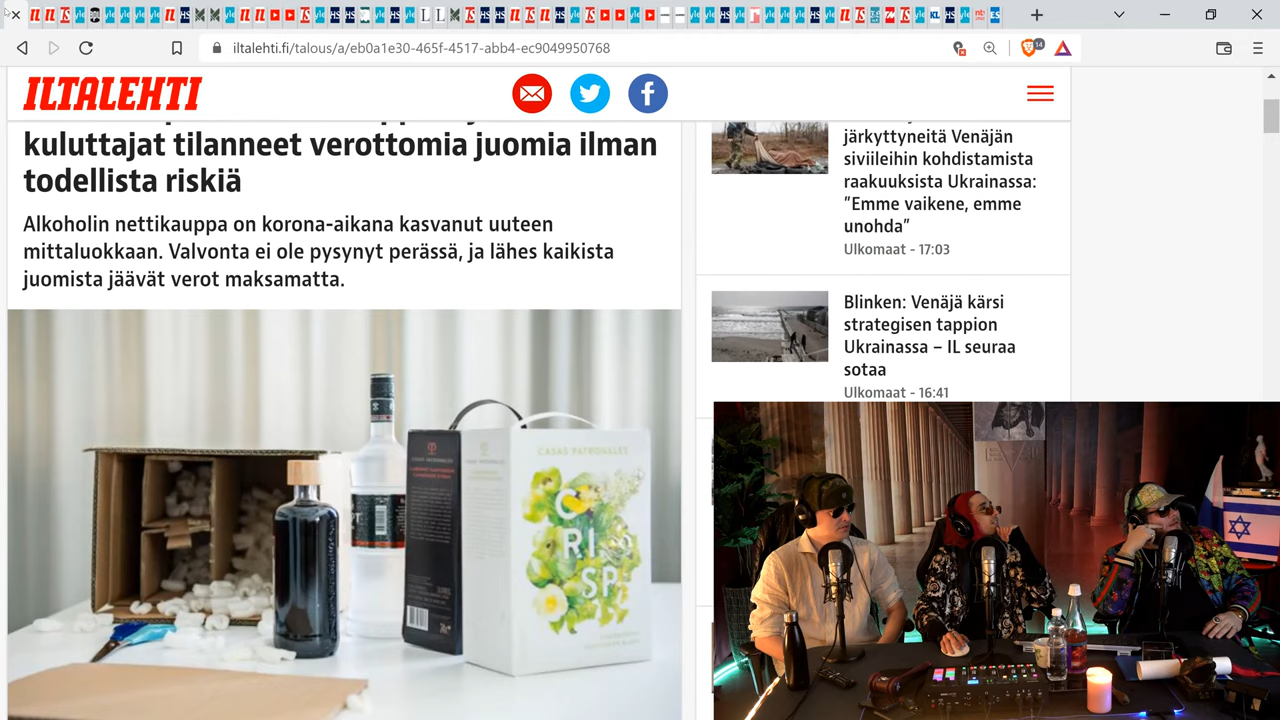 iltalehti.fi/talous/a/eb0a1e30-465f-4517-abb4-ec9049950768
14
ILTALEHTI
kuluttajat tilanneet verottomia juomia ilman
todellista riskiä
Alkoholin nettikauppa on korona-aikana kasvanut uuteen
mittaluokkaan. Valvonta ei ole pysynyt perässä, ja lähes kaikista
juomista jäävät verot maksamatta.
järkyttyneitä Venäjän
siviileihin kohdistamista
raakuuksista Ukrainassa:
”Emme vaikene, emme
unohda”
Ulkomaat - 17:03
Blinken: Venäjä kärsi
strategisen tappion
Ukrainassa – IL seuraa
sotaa
Ulkomaat - 16:41
CASAS PATRONALES
C
RI
SP